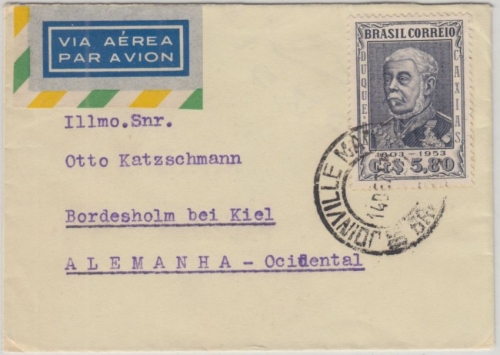 VIA AÉREA
PAR AVION
BRASIL CORREIO
DUQUE
CAXIAS
1803-1953
CR$ 5,80
JOINVILLE
Illmo.Snr.
Otto Katzschmann
Bordesholm bei Kiel
ALEMANHA-Ocidental